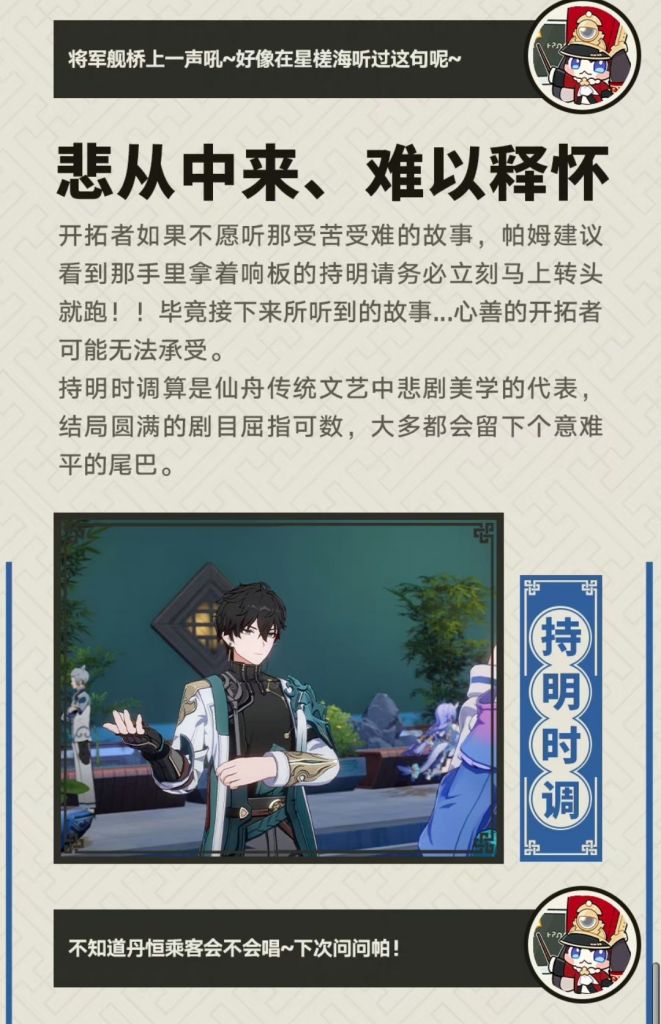 将军舰桥上一声吼~好像在星槎海听过这句呢~
悲从中来、难以释怀
开拓者如果不愿听那受苦受难的故事，帕姆建议
看到那手里拿着响板的持明请务必立刻马上转头
就跑！！毕竟接下来所听到的故事...心善的开拓者
可能无法承受。
持明时调算是仙舟传统文艺中悲剧美学的代表，
结局圆满的剧目屈指可数，大多都会留下个意难
平的尾巴。
持明时调
不知道丹恒乘客会不会唱~下次问问帕！